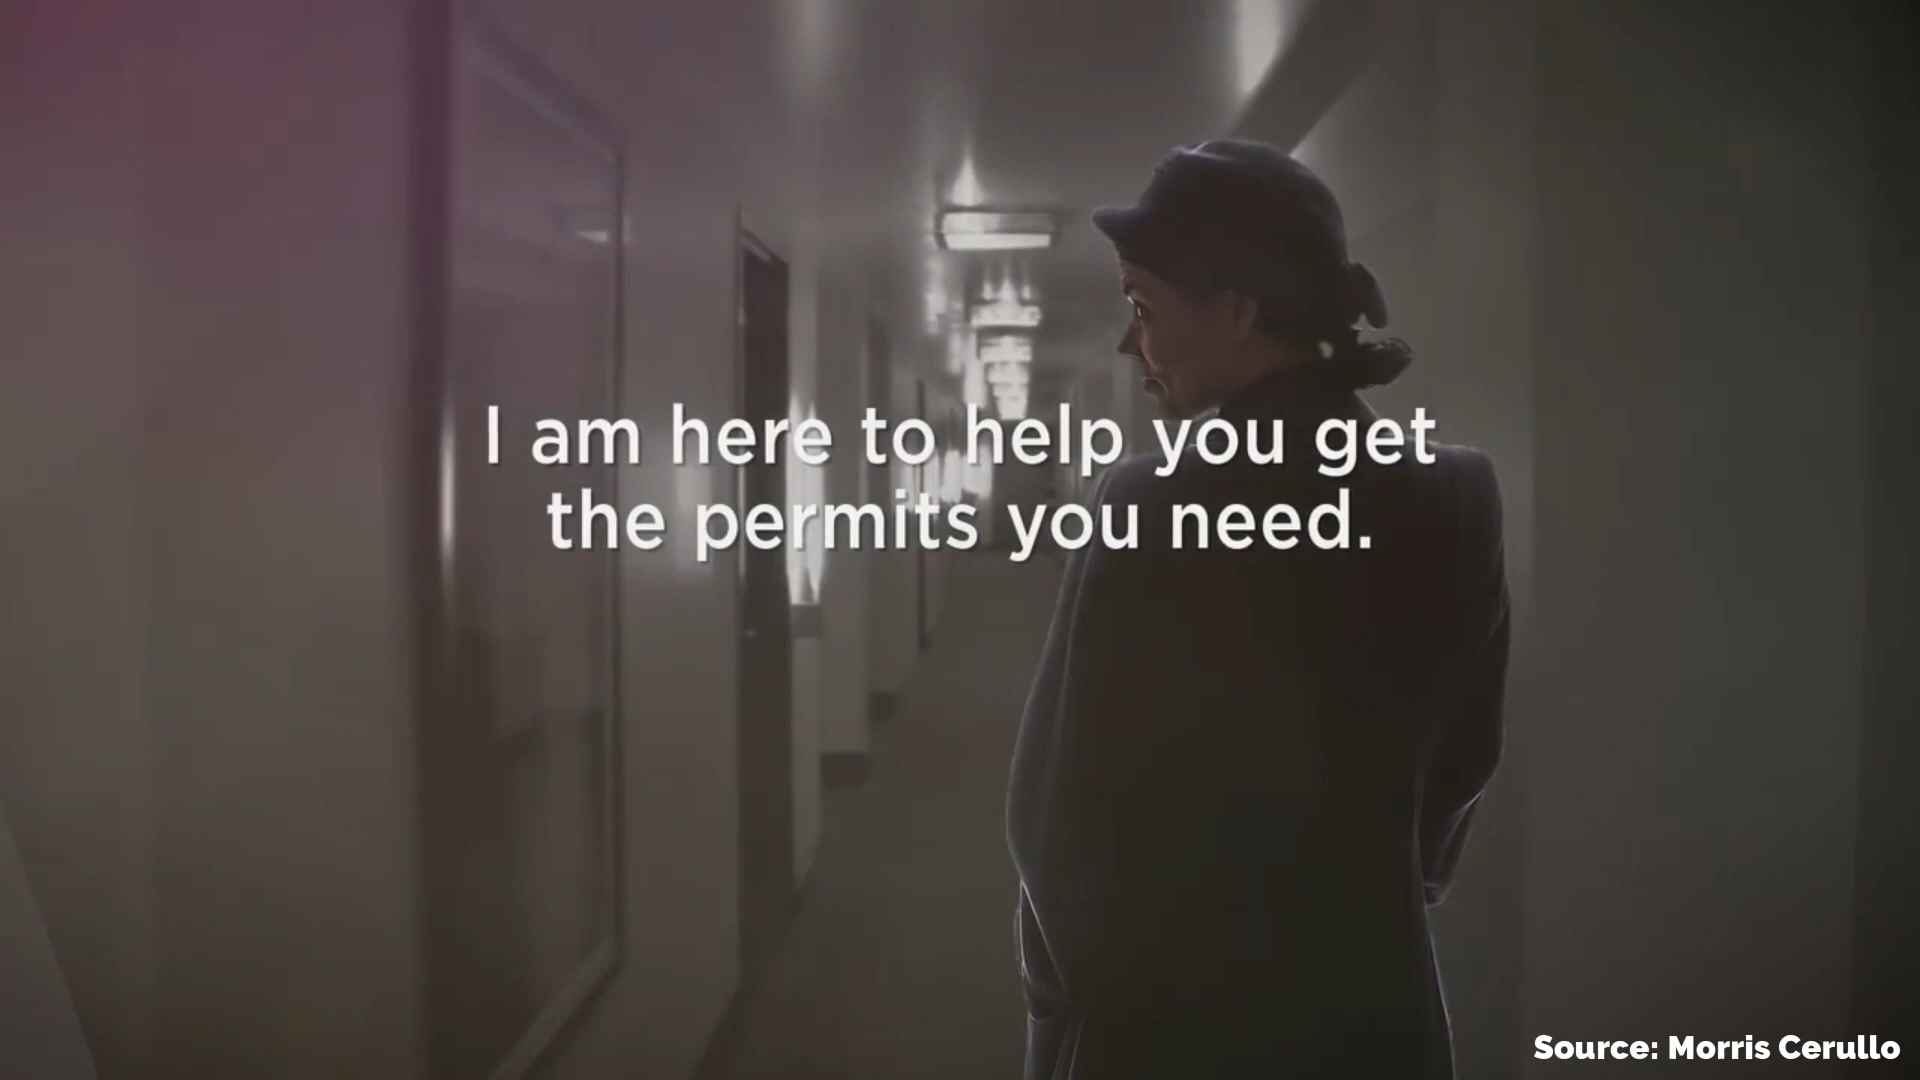 I am here to help you get
the permits you need.
Source: Morris Cerullo